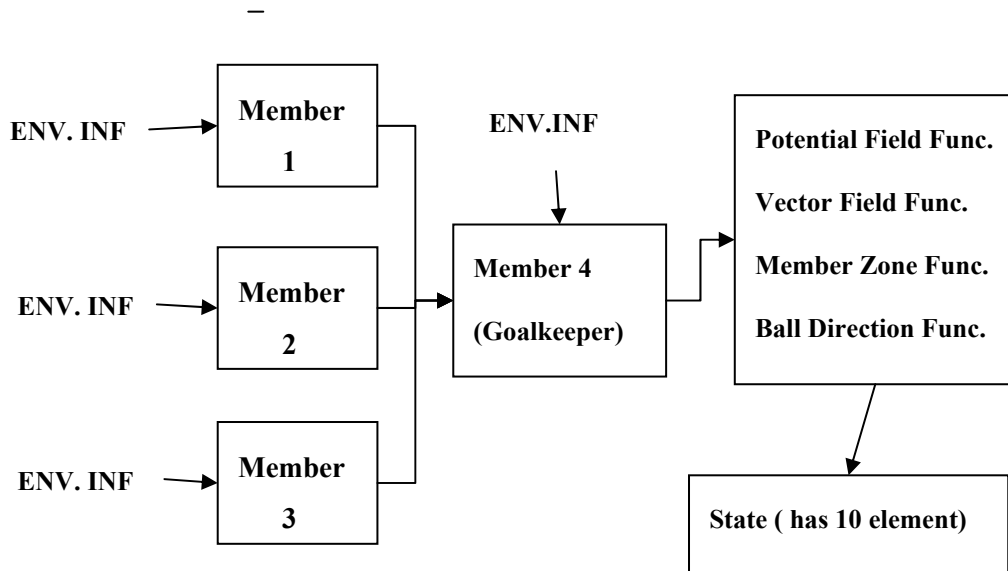 ENV. INF
Member
1
ENV. INF
Member
2
ENV. INF
Member
3
ENV.INF
Member 4
(Goalkeeper)
Potential Field Func.
Vector Field Func.
Member Zone Func.
Ball Direction Func.
State ( has 10 element)